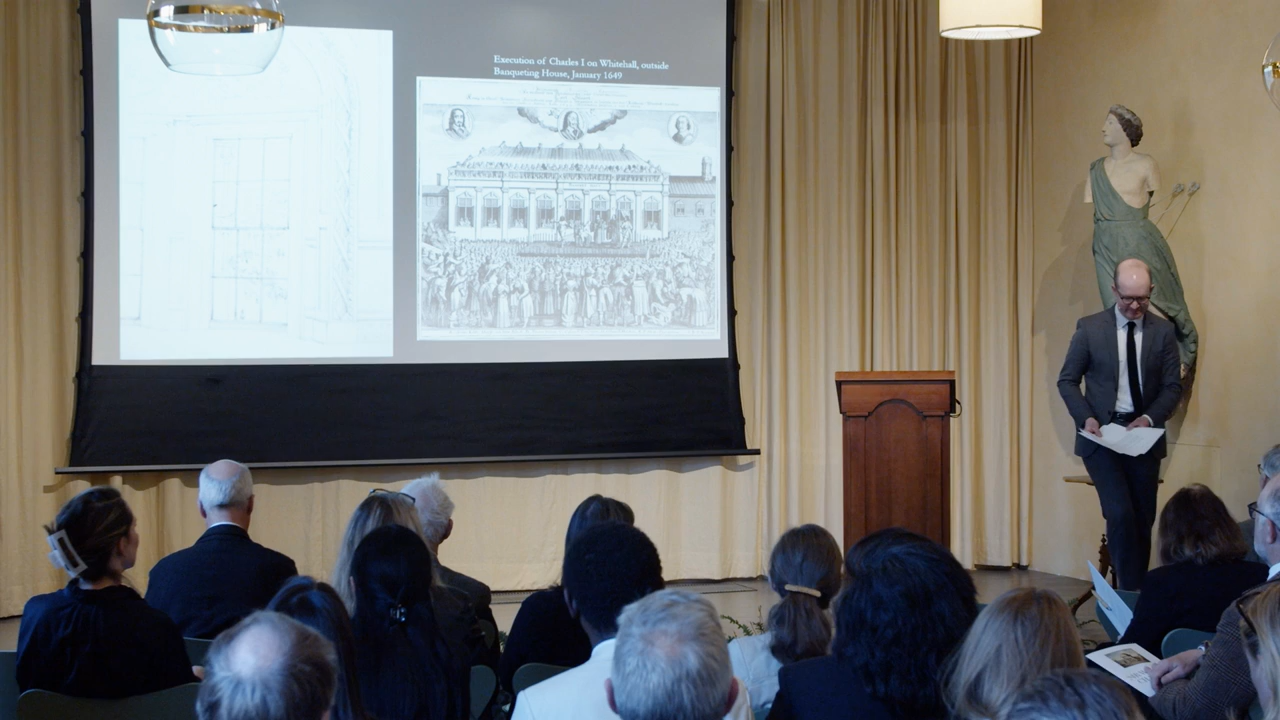 Execution of Charles I on Whitehall, outside
Banqueting House, January 1649